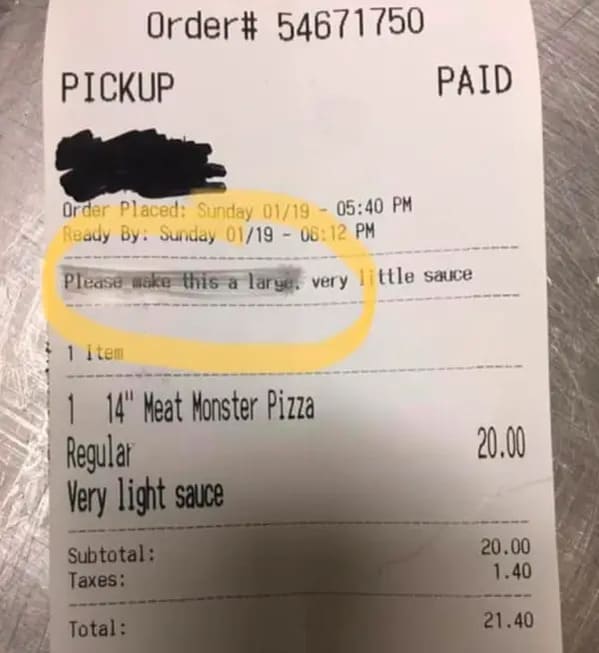 Order# 54671750
PICKUP PAID
Order Placed: Sunday 01/19 - 05:40 PM
Ready By: Sunday 01/19 - 06:12 PM
Please make this a large, very little sauce
1 Item
1 14" Meat Monster Pizza
Regular 20.00
Very light sauce
Subtotal: 20.00
Taxes: 1.40
Total: 21.40